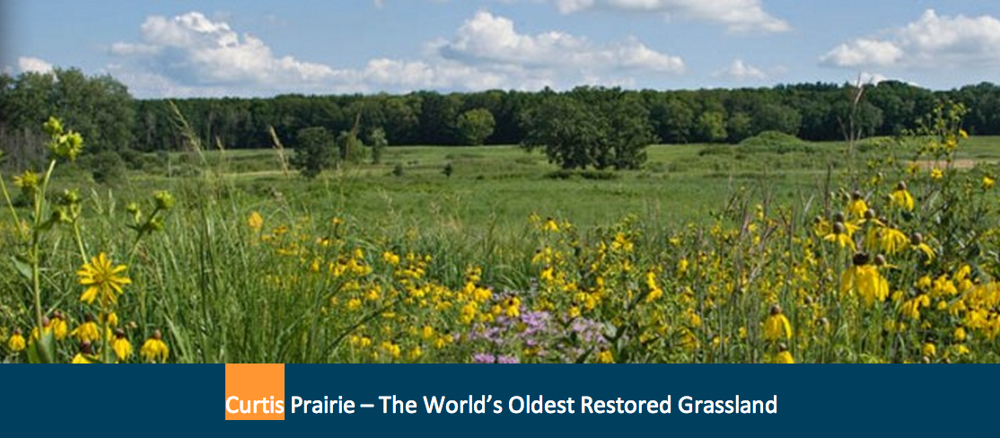 Curtis Prairie – The World’s Oldest Restored Grassland